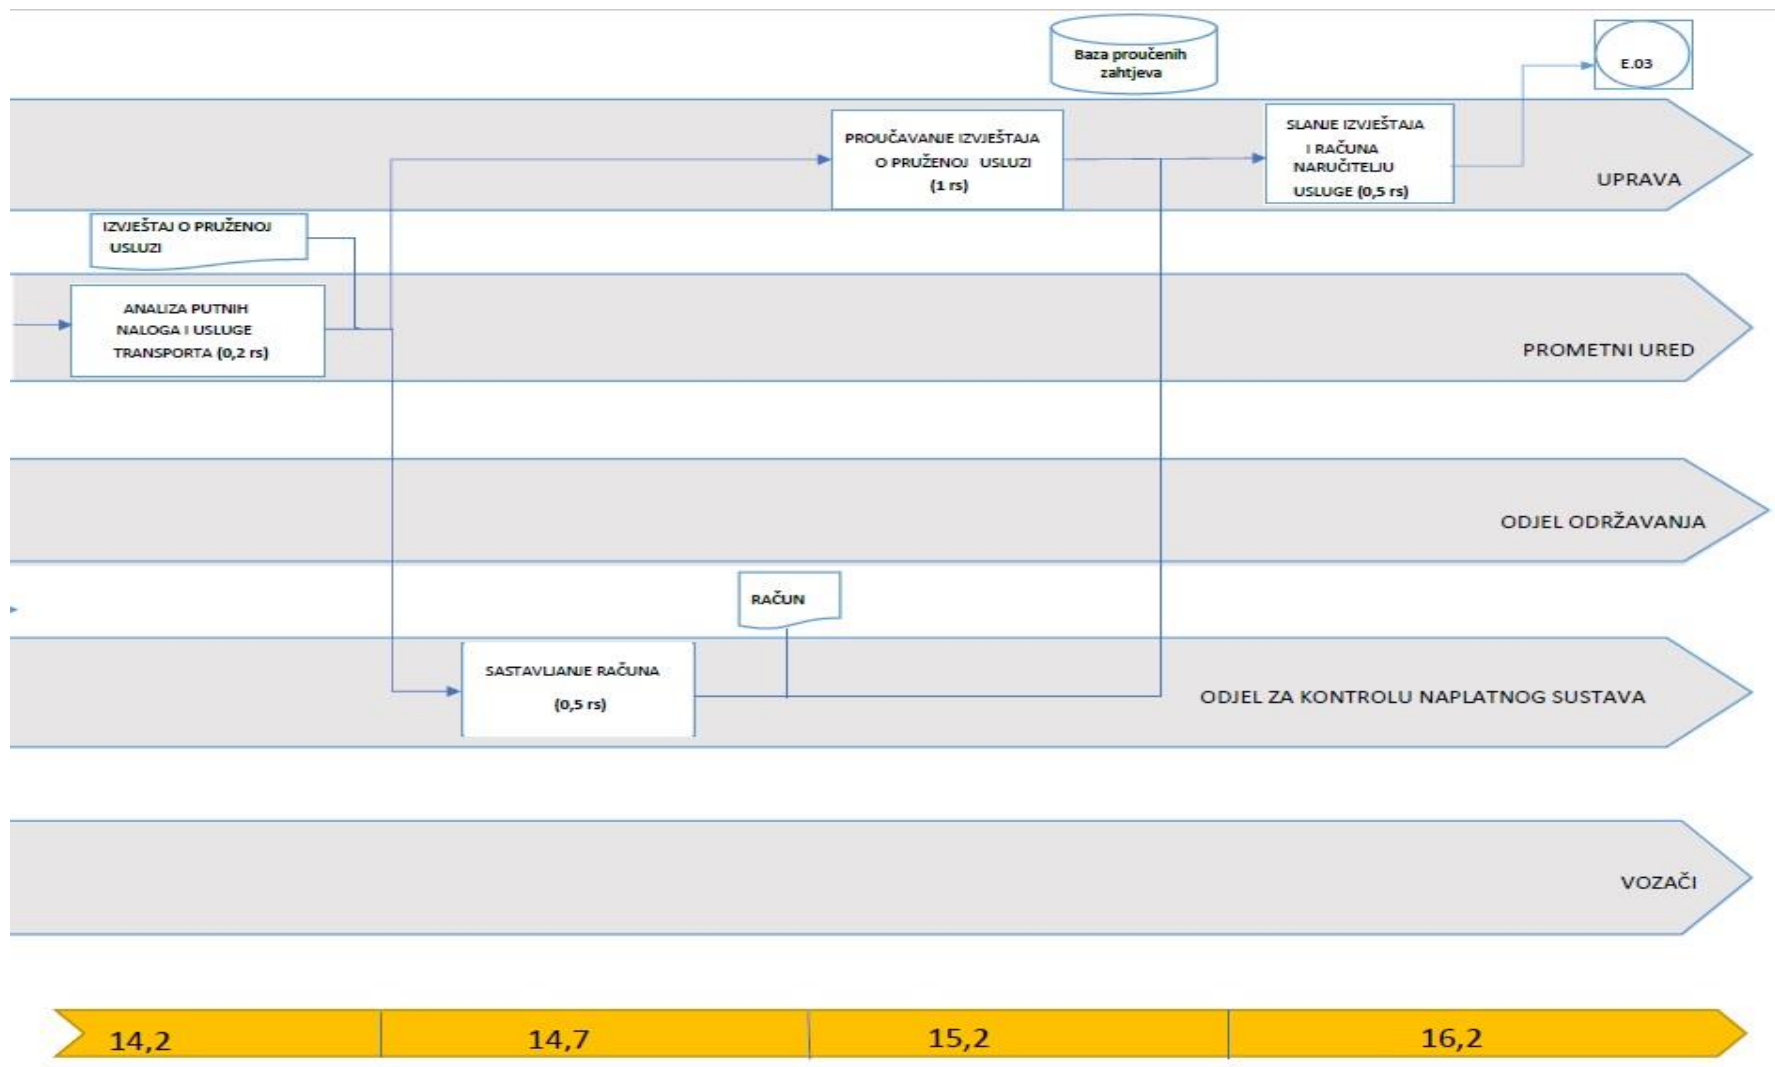 Baza proučenih
zahtjeva
E.03
PROUČAVANJE IZVJEŠTAJA
O PRUŽENOJ USLUZI
(1 rs)
SLANJE IZVJEŠTAJA
I RAČUNA
NARUČITELJU
USLUGE (0,5 rs)
UPRAVA
IZVJEŠTAJ O PRUŽENOJ
USLUZI
ANALIZA PUTNIH
NALOGA I USLUGE
TRANSPORTA (0,2 rs)
PROMETNI URED
ODJEL ODRŽAVANJA
RAČUN
SASTAVLJANJE RAČUNA
(0,5 rs)
ODJEL ZA KONTROLU NAPLATNOG SUSTAVA
VOZAČI
14,2
14,7
15,2
16,2